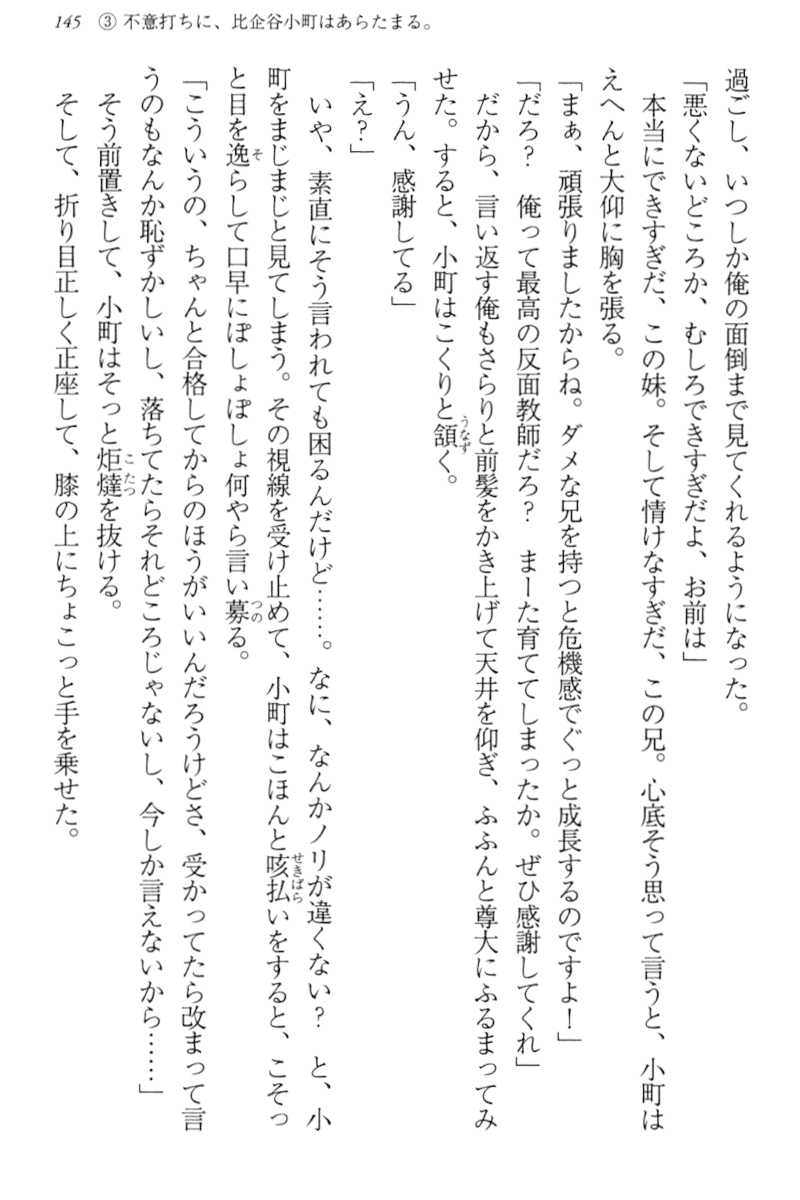 145 ③ 不意打ちに、比企谷小町はあらたまる。
過ごし、いつしか俺の面倒まで見てくれるようになった。
「悪くないどころか、むしろできすぎだよ、お前は」
本当にできすぎだ、この妹。そして情けなすぎだ、この兄。心底そう思って言うと、小町は
えへんと大仰に胸を張る。
「まぁ、頑張りましたからね。ダメな兄を持つと危機感でぐっと成長するのですよ！」
「だろ？　俺って最高の反面教師だろ？　まーた育ててしまったか。ぜひ感謝してくれ」
だから、言い返す俺もさらりと前髪をかき上げて天井を仰ぎ、ふふんと尊大にふるまってみ
せた。すると、小町はこくりと頷く。
「うん、感謝してる」
「え？」
いや、素直にそう言われても困るんだけど……。なに、なんかノリが違くない？　と、小
町をまじまじと見てしまう。その視線を受け止めて、小町はこほんと咳払いをすると、こそっ
と目を逸らして口早にぽしょぽしょ何やら言い募る。
「こういうの、ちゃんと合格してからのほうがいいんだろうけどさ、受かってたら改まって言
うのもなんか恥ずかしいし、落ちてたらそれどころじゃないし、今しか言えないから……」
そう前置きして、小町はそっと炬燵を抜ける。
そして、折り目正しく正座して、膝の上にちょこっと手を乗せた。